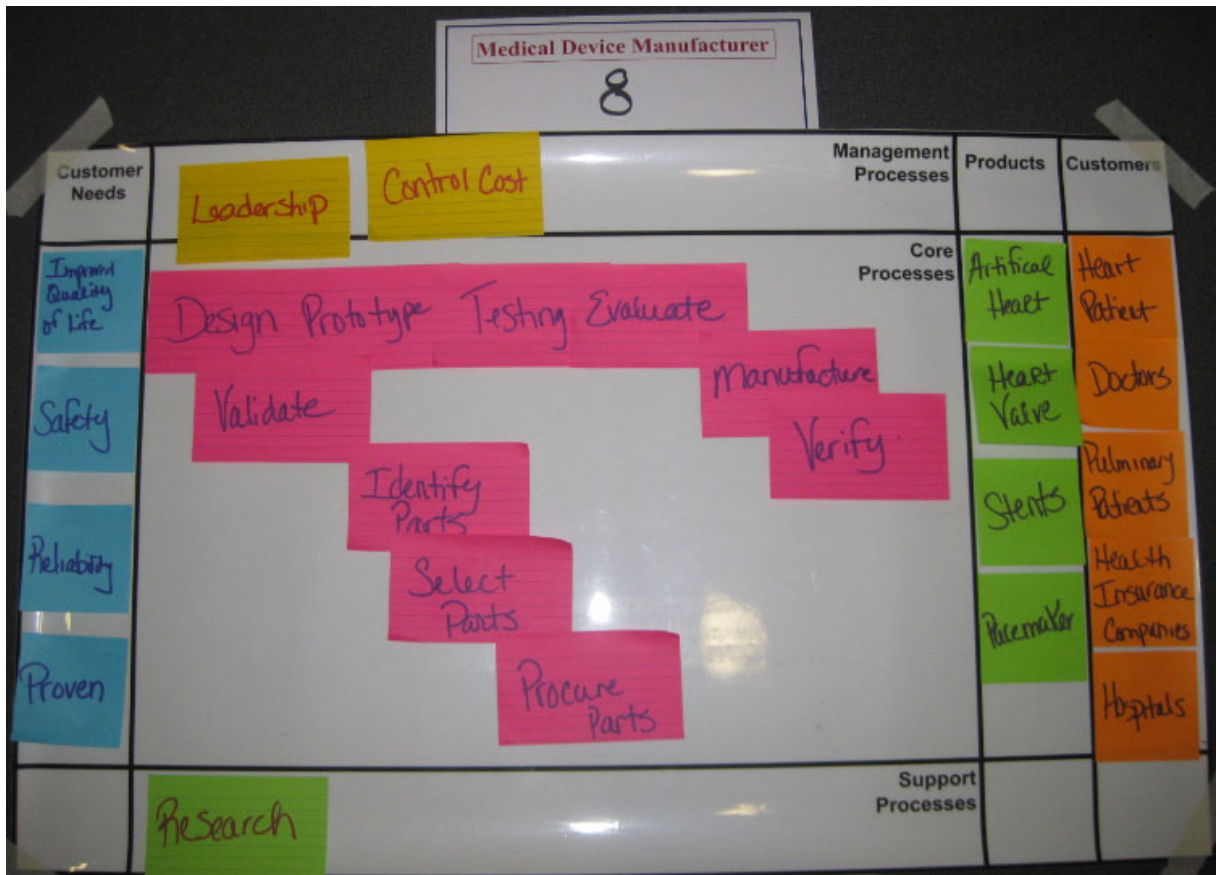 Medical Device Manufacturer
8
Customer
Needs
Leadership
Control Cost
Management
Processes
Products
Customers
Improved
Quality
of Life
Safety
Reliability
Proven
Core
Processes
Design Prototype Testing Evaluate
Manufacture
Verify
Validate
Identify
Parts
Select
Parts
Procure
Parts
Artifical
Heart
Heart
Valve
Stents
Pacemaker
Heart
Patient
Doctors
Pulminary
Patients
Health
Insurance
Companies
Hospitals
Research
Support
Processes